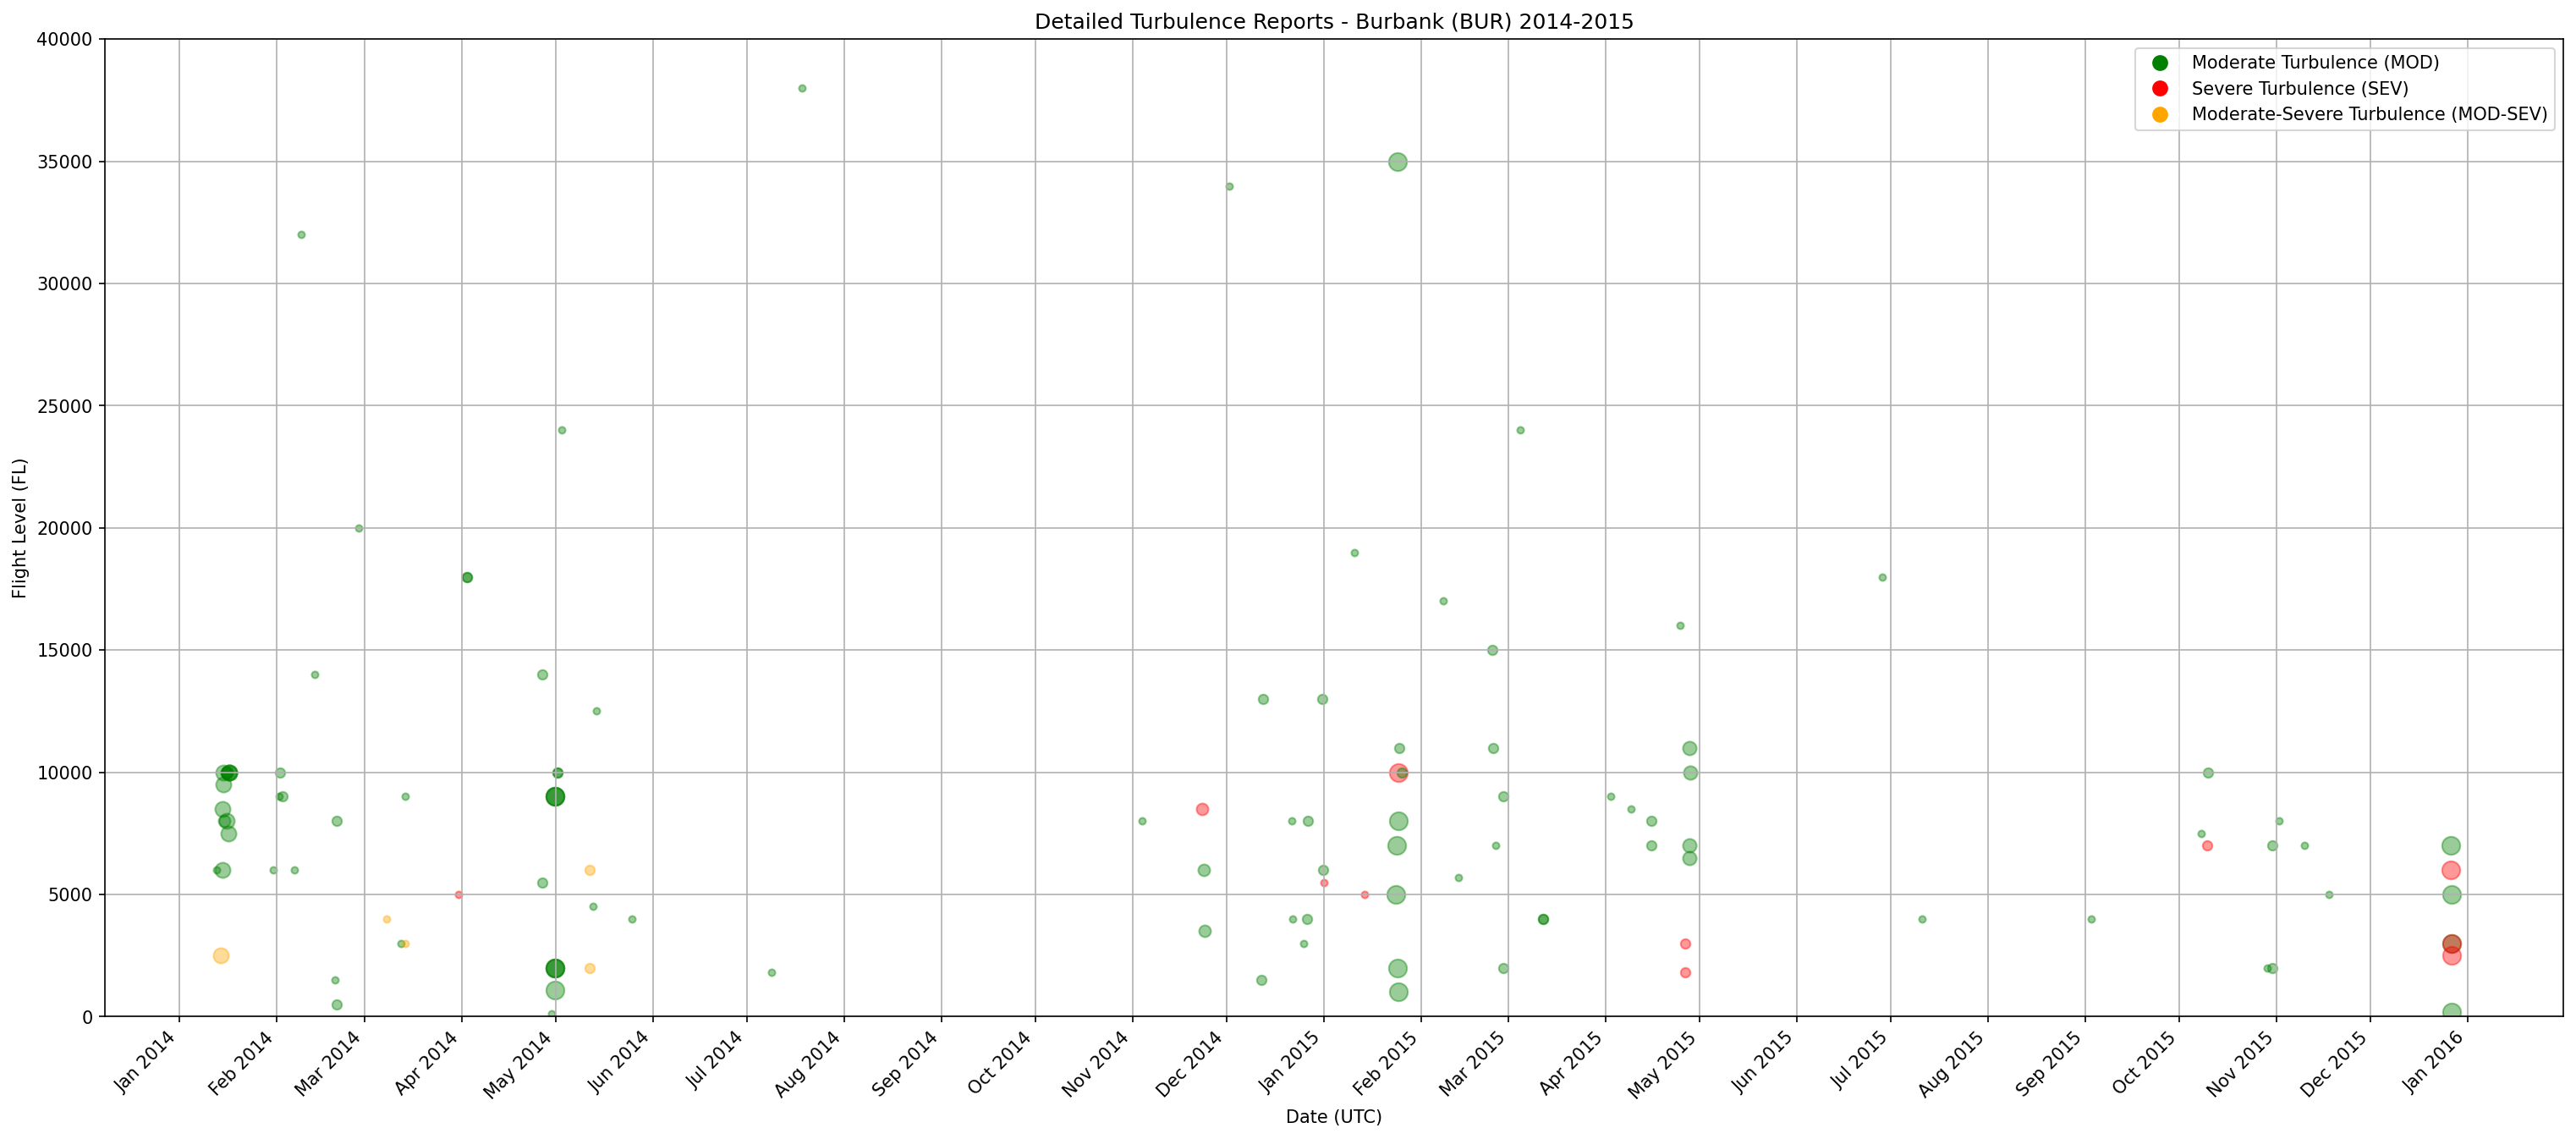 Detailed Turbulence Reports - Burbank (BUR) 2014-2015
Moderate Turbulence (MOD)
Severe Turbulence (SEV)
Moderate-Severe Turbulence (MOD-SEV)
Flight Level (FL)
40000
35000
30000
25000
20000
15000
10000
5000
0
Jan 2014
Feb 2014
Mar 2014
Apr 2014
May 2014
Jun 2014
Jul 2014
Aug 2014
Sep 2014
Oct 2014
Nov 2014
Dec 2014
Jan 2015
Feb 2015
Mar 2015
Apr 2015
May 2015
Jun 2015
Jul 2015
Aug 2015
Sep 2015
Oct 2015
Nov 2015
Dec 2015
Jan 2016
Date (UTC)